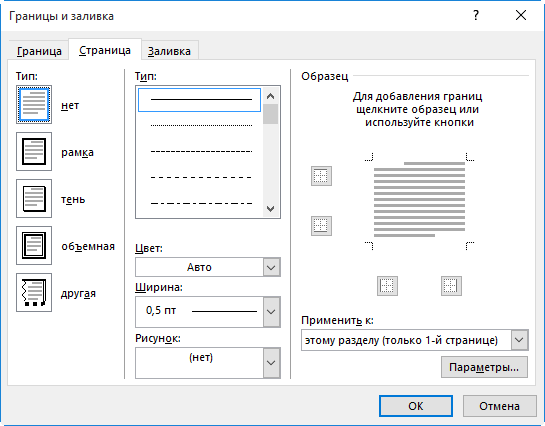 Границы и заливка
?
Граница
Страница
Заливка
Тип:
нет
рамка
тень
объемная
другая
Тип:
Цвет:
Авто
Ширина:
0,5 пт
Рисунок:
(нет)
Образец
Для добавления границ
щелкните образец или
используйте кнопки
Применить к:
этому разделу (только 1-й странице)
Параметры...
ОК
Отмена